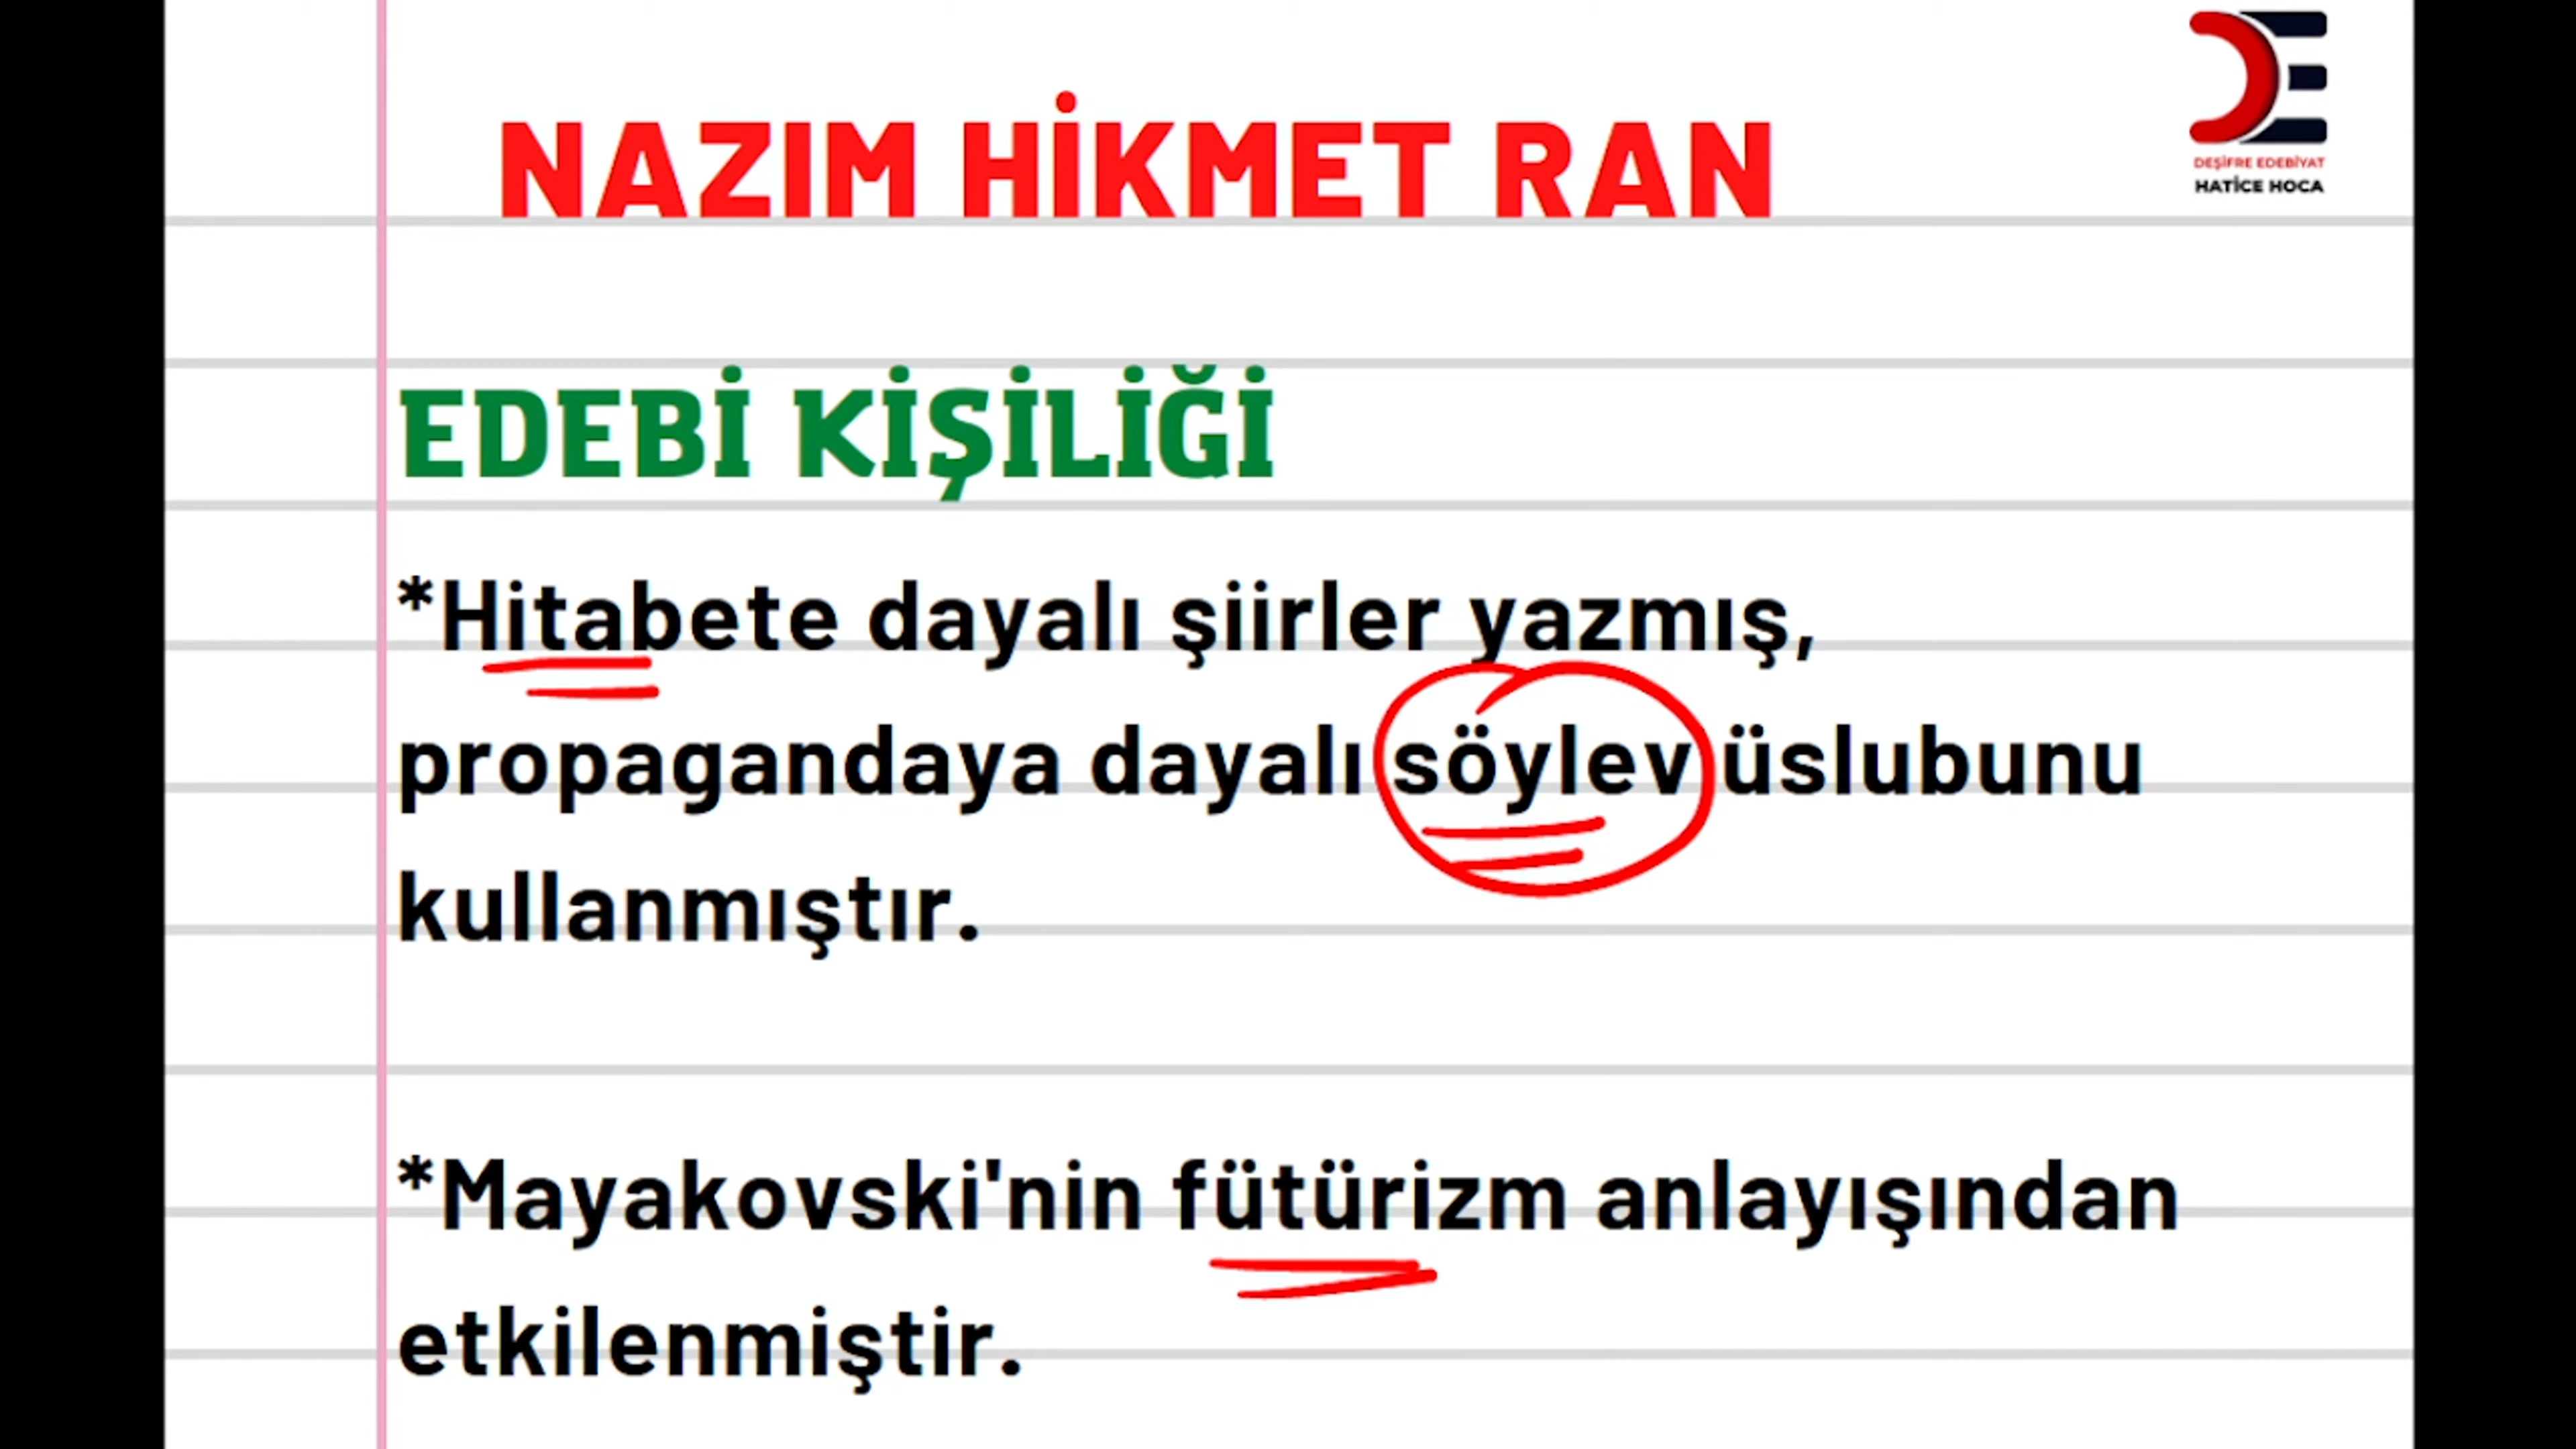 DEŞİFRE EDEBİYAT
HATİCE HOCA
NAZIM HİKMET RAN
EDEBİ KİŞİLİĞİ
*Hitabete dayalı şiirler yazmış,
propagandaya dayalı söylev üslubunu
kullanmıştır.
*Mayakovski'nin fütürizm anlayışından
etkilenmiştir.